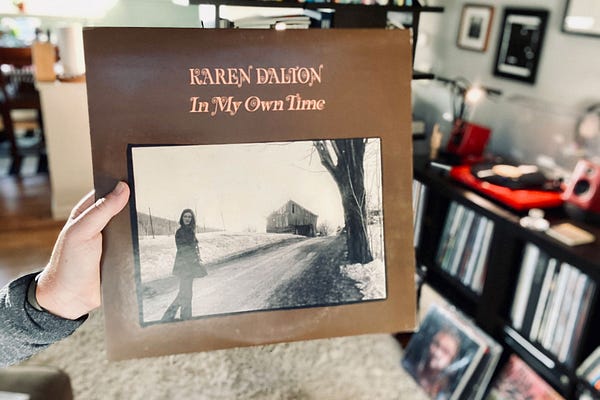 KAREN DALTON
In My Own Time